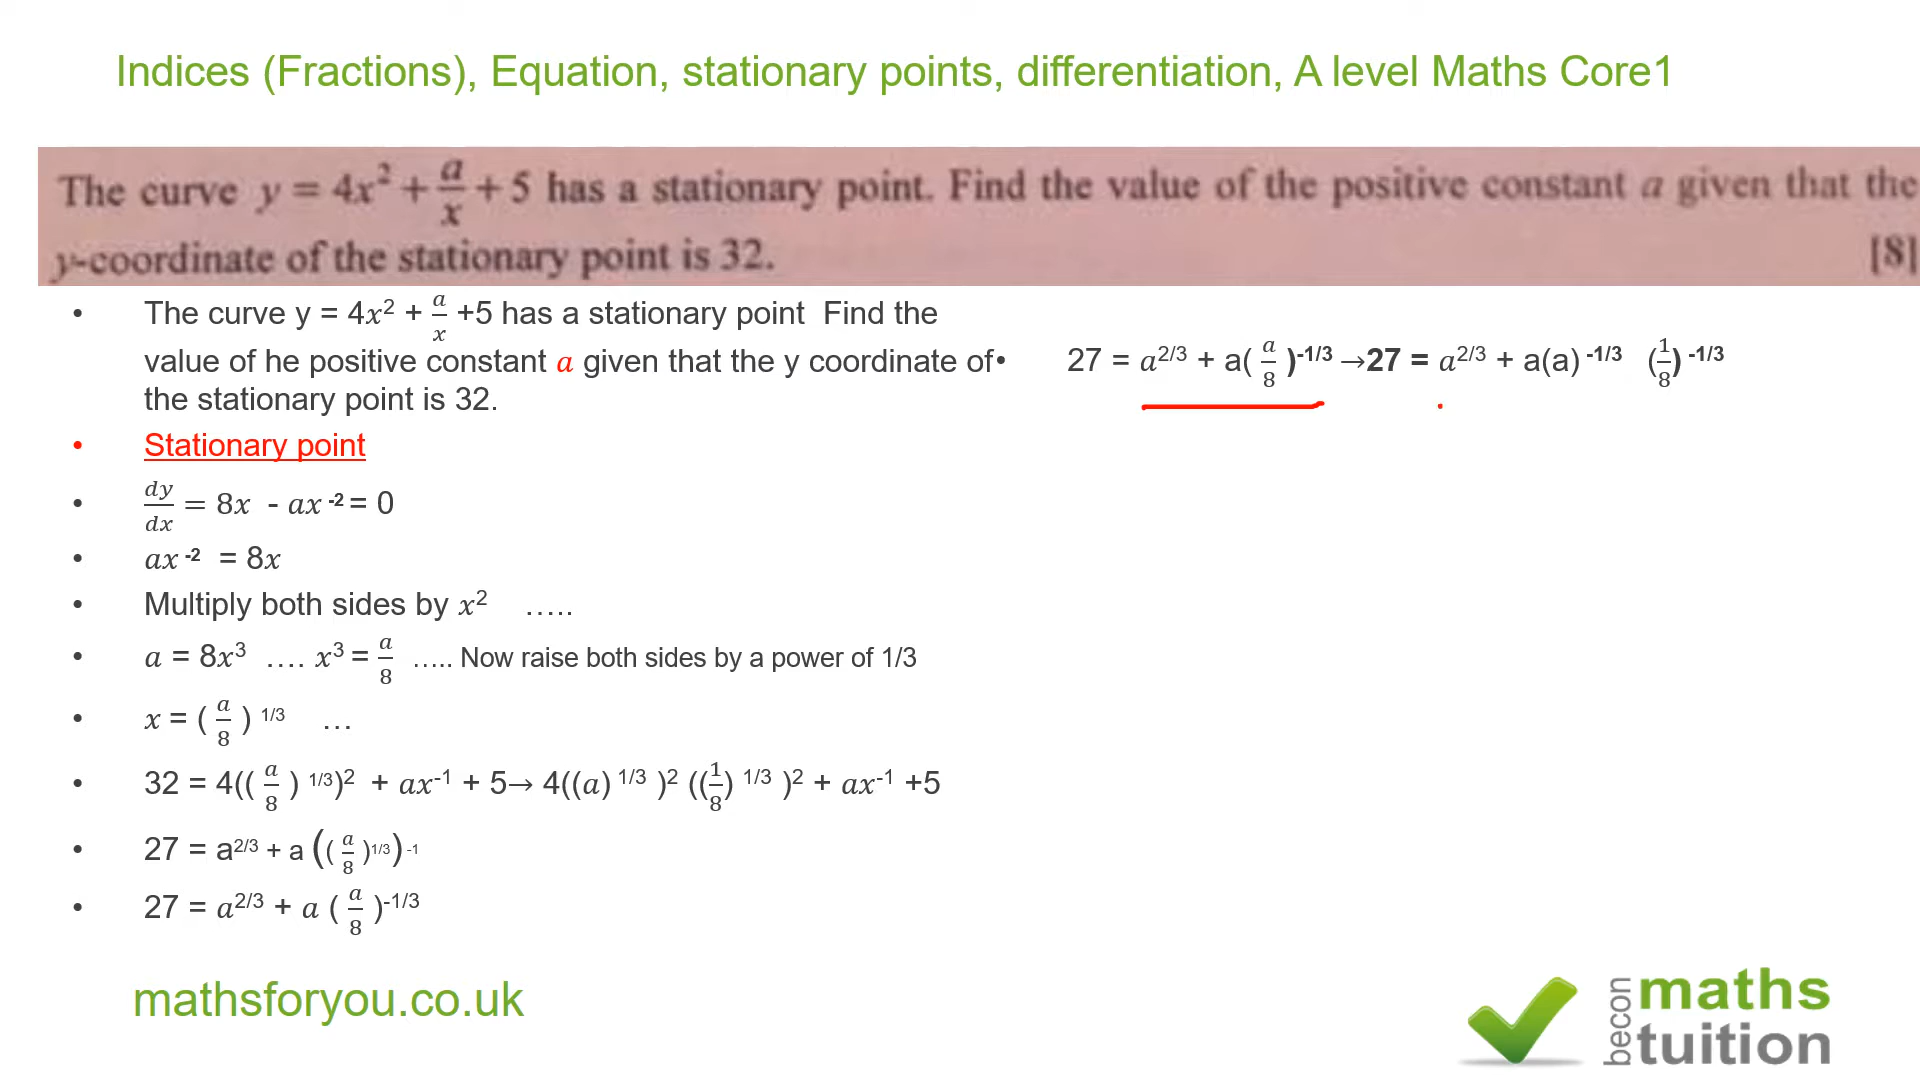 Indices (Fractions), Equation, stationary points, differentiation, A level Maths Core1
The curve y = 4x² + a/x + 5 has a stationary point. Find the value of the positive constant a given that the
y-coordinate of the stationary point is 32. [8]
• The curve y = 4x² + a/x +5 has a stationary point Find the
value of he positive constant a given that the y coordinate of
the stationary point is 32.
• Stationary point
• dy/dx = 8x - ax⁻² = 0
• ax⁻² = 8x
• Multiply both sides by x² …..
• a = 8x³ …. x³ = a/8 ….. Now raise both sides by a power of 1/3
• x = ( a/8 ) ^1/3 …
• 32 = 4(( a/8 ) ^1/3)² + ax⁻¹ + 5→ 4((a) ^1/3 )² ((1/8) ^1/3 )² + ax⁻¹ +5
• 27 = a^2/3 + a (( a/8 )^1/3)^-1
• 27 = a^2/3 + a ( a/8 )^-1/3
• 27 = a^2/3 + a( a/8 )^-1/3 →27 = a^2/3 + a(a)^-1/3 (1/8)^-1/3
mathsforyou.co.uk
becon
maths
tuition